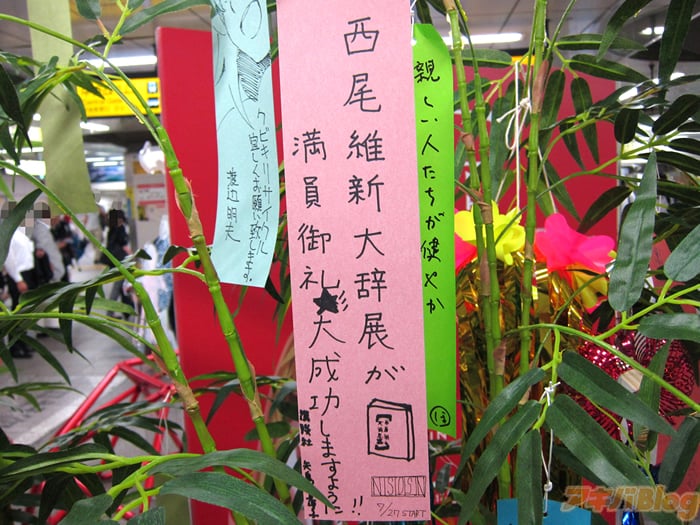 西尾維新大辞展が
満員御礼★大成功しますように!!
講談社
NISIOISIN
7/27 START
親しい人たちが健やか
クビキリサイクル
宜しくお願い致します。
渡辺明夫
アキバBlog